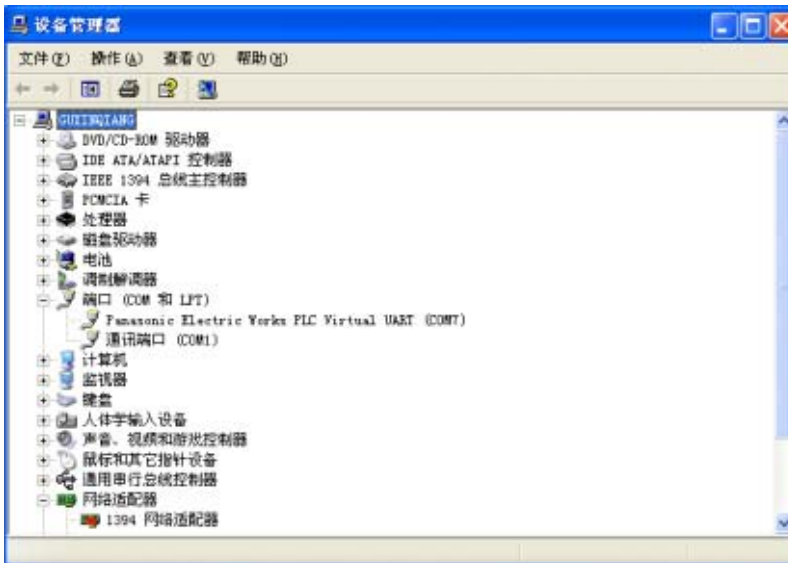 设备管理器
文件(F) 操作(A) 查看(V) 帮助(H)
GUXINQIANG
DVD/CD-ROM 驱动器
IDE ATA/ATAPI 控制器
IEEE 1394 总线主控制器
PCMCIA 卡
处理器
磁盘驱动器
电池
调制解调器
端口 (COM 和 LPT)
Panasonic Electric Works PLC Virtual UART (COM7)
通讯端口 (COM1)
计算机
监视器
键盘
人体学输入设备
声音、视频和游戏控制器
鼠标和其它指针设备
通用串行总线控制器
网络适配器
1394 网络适配器